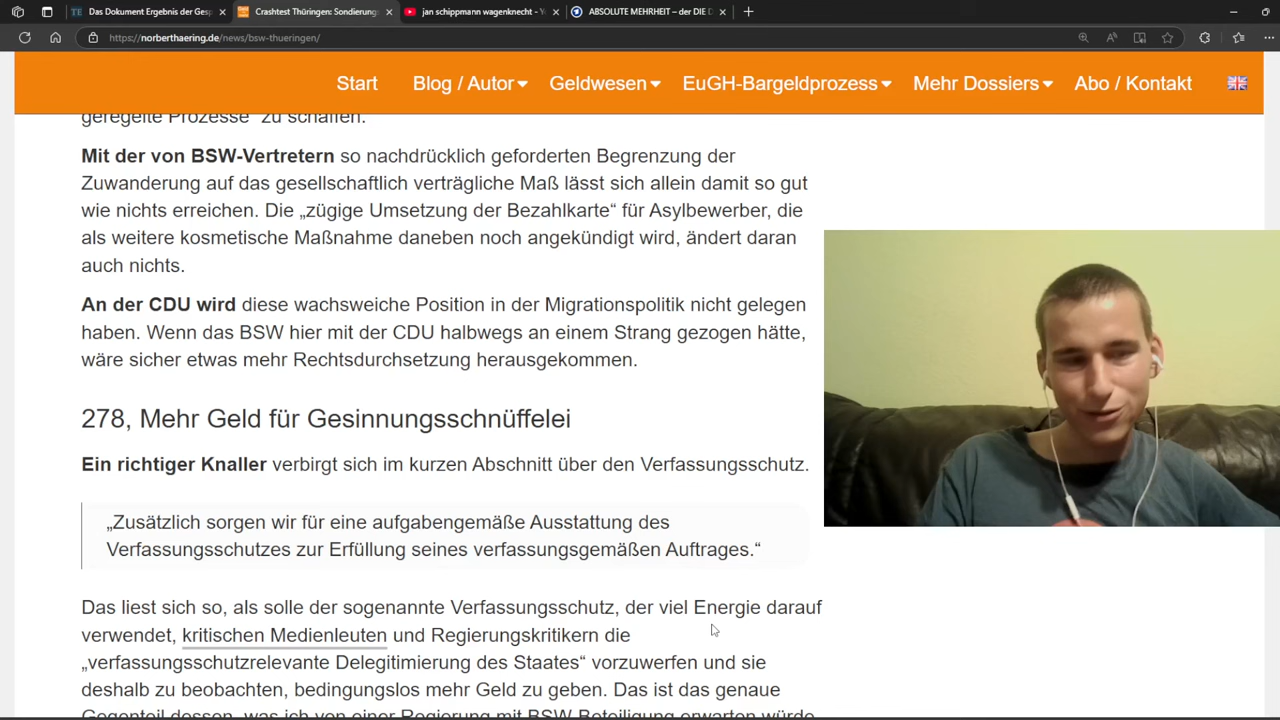 Das Dokument Ergebnis der Gesp
Crashtest Thüringen: Sondierung
jan schippmann wagenknecht - Y
ABSOLUTE MEHRHEIT – der DIE D
https://norberthaering.de/news/bsw-thueringen/
Start Blog / Autor Geldwesen EuGH-Bargeldprozess Mehr Dossiers Abo / Kontakt
geregelte Prozesse“ zu schaffen.
Mit der von BSW-Vertretern so nachdrücklich geforderten Begrenzung der
Zuwanderung auf das gesellschaftlich verträgliche Maß lässt sich allein damit so gut
wie nichts erreichen. Die „zügige Umsetzung der Bezahlkarte“ für Asylbewerber, die
als weitere kosmetische Maßnahme daneben noch angekündigt wird, ändert daran
auch nichts.
An der CDU wird diese wachsweiche Position in der Migrationspolitik nicht gelegen
haben. Wenn das BSW hier mit der CDU halbwegs an einem Strang gezogen hätte,
wäre sicher etwas mehr Rechtsdurchsetzung herausgekommen.
278, Mehr Geld für Gesinnungsschnüffelei
Ein richtiger Knaller verbirgt sich im kurzen Abschnitt über den Verfassungsschutz.
„Zusätzlich sorgen wir für eine aufgabengemäße Ausstattung des
Verfassungsschutzes zur Erfüllung seines verfassungsgemäßen Auftrages.“
Das liest sich so, als solle der sogenannte Verfassungsschutz, der viel Energie darauf
verwendet, kritischen Medienleuten und Regierungskritikern die
„verfassungsschutzrelevante Delegitimierung des Staates“ vorzuwerfen und sie
deshalb zu beobachten, bedingungslos mehr Geld zu geben. Das ist das genaue
Gegenteil dessen, was ich von einer Regierung mit BSW-Beteiligung erwarten würde